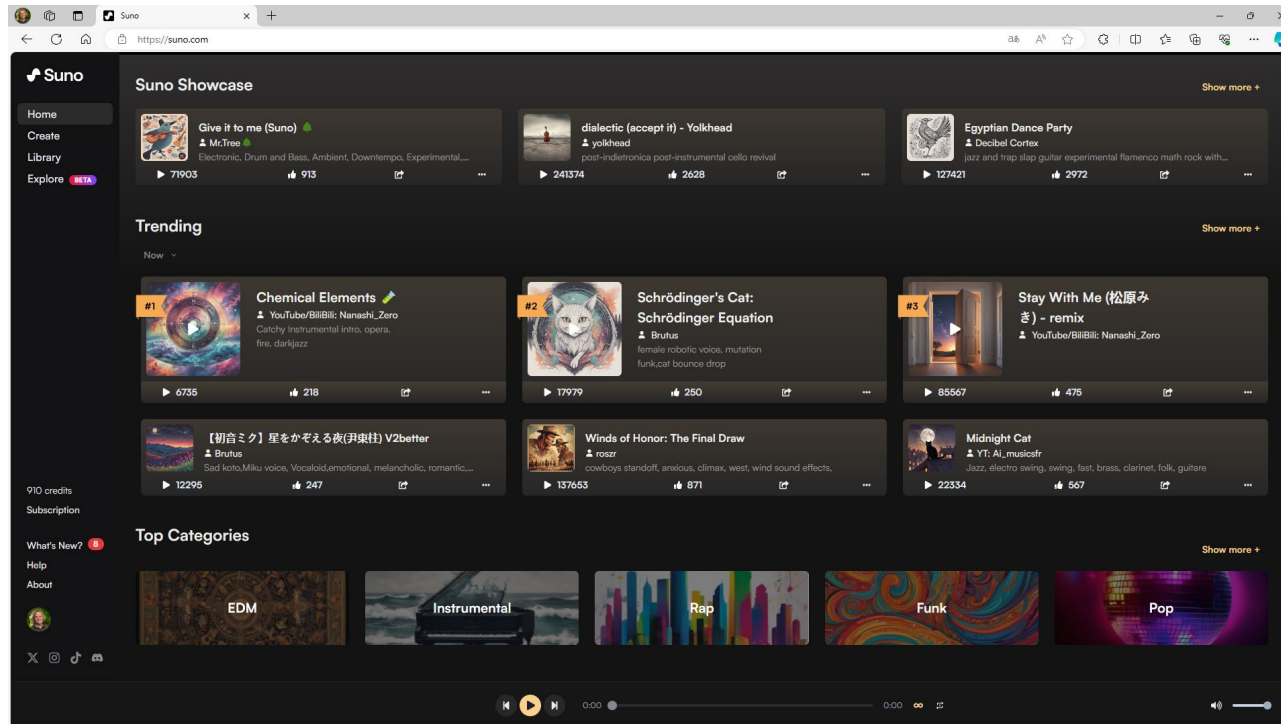 Suno
https://suno.com
Suno
Home
Create
Library
Explore BETA
910 credits
Subscription
What's New? 8
Help
About
Suno Showcase
Show more +
Give it to me (Suno)
Mr.Tree
Electronic, Drum and Bass, Ambient, Downtempo, Experimental,...
71903 913
dialectic (accept it) - Yolkhead
yolkhead
post-indietronica post-instrumental cello revival
241374 2628
Egyptian Dance Party
Decibel Cortex
jazz and trap slap guitar experimental flamenco math rock with...
127421 2972
Trending
Show more +
Now
#1
Chemical Elements
YouTube/BiliBili: Nanashi_Zero
Catchy Instrumental intro. opera.
fire. darkjazz
6735 218
#2
Schrödinger's Cat:
Schrödinger Equation
Brutus
female robotic voice, mutation
funk,cat bounce drop
17979 250
#3
Stay With Me (松原み
き) - remix
YouTube/BiliBili: Nanashi_Zero
85567 475
【初音ミク】星をかぞえる夜(尹東柱) V2better
Brutus
Sad koto,Miku voice, Vocaloid,emotional, melancholic, romantic,...
12295 247
Winds of Honor: The Final Draw
roszr
cowboys standoff, anxious, climax, west, wind sound effects,
137653 871
Midnight Cat
YT: Ai_musicsfr
Jazz, électro swing, swing, fast, brass, clarinet, folk, guitare
22334 567
Top Categories
Show more +
EDM
Instrumental
Rap
Funk
Pop
0:00 0:00